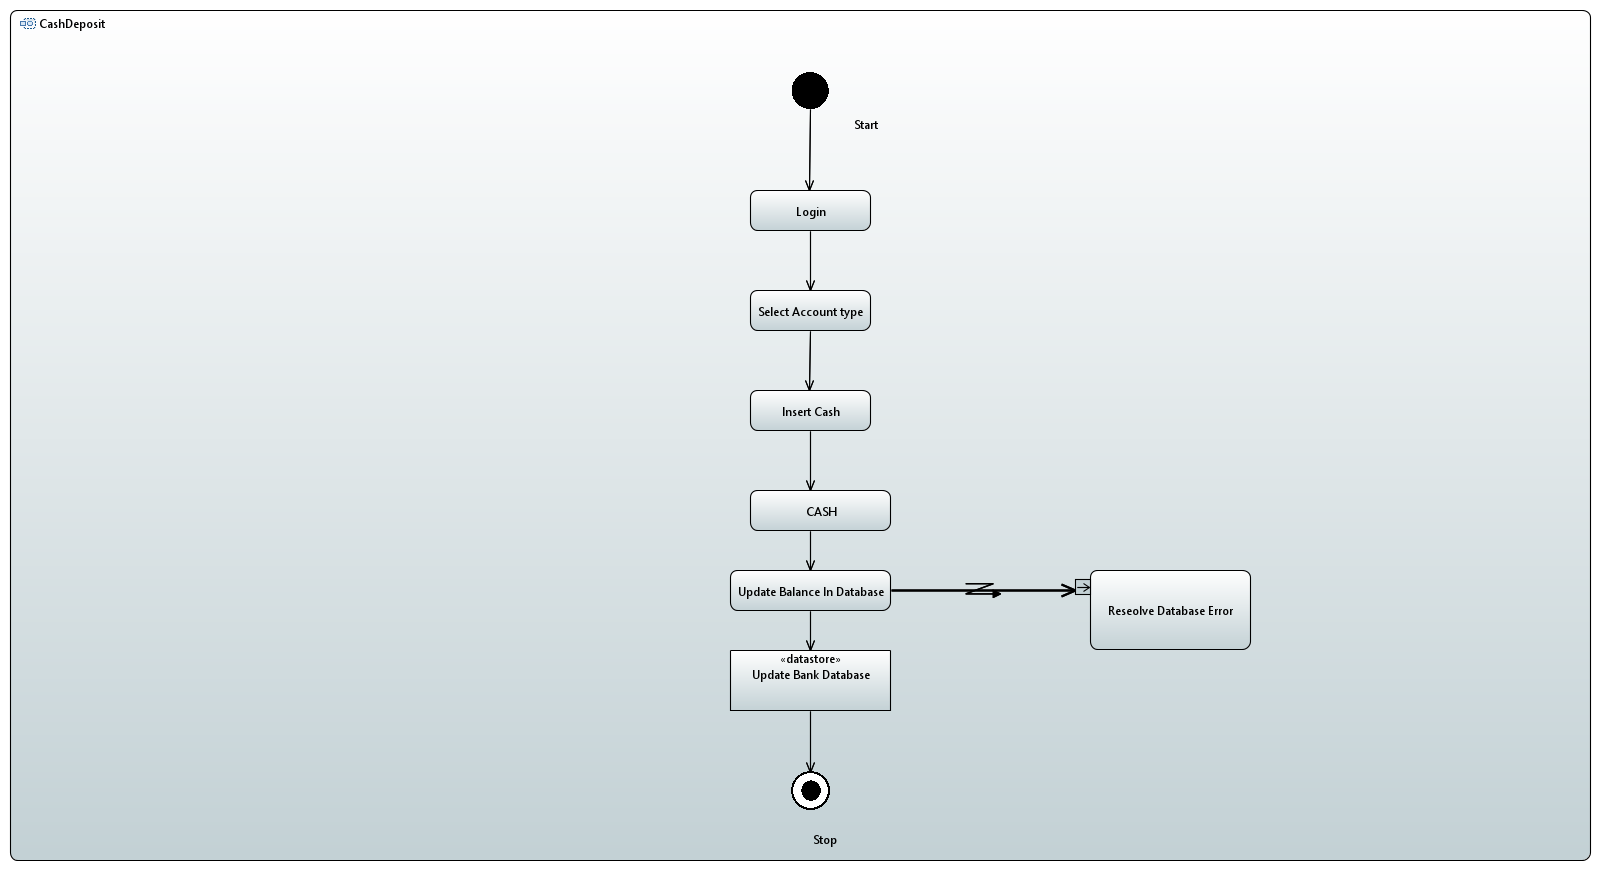 CashDeposit
Start
Login
Select Account type
Insert Cash
CASH
Update Balance In Database
Reseolve Database Error
«datastore»
Update Bank Database
Stop